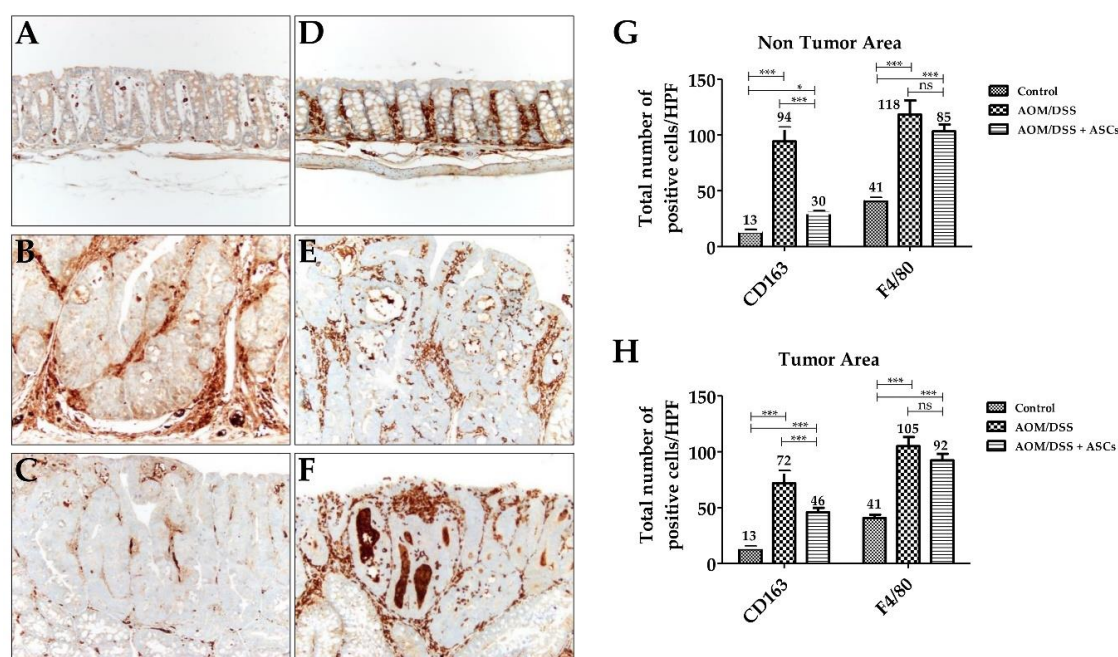 A
D
B
E
C
F
G
Non Tumor Area
Total number of
positive cells/HPF
150
100
50
0
13
94
30
41
118
85
***
*
***
***
***
ns
CD163
F4/80
Control
AOM/DSS
AOM/DSS + ASCs
H
Tumor Area
Total number of
positive cells/HPF
150
100
50
0
13
72
46
41
105
92
***
***
***
***
***
ns
CD163
F4/80
Control
AOM/DSS
AOM/DSS + ASCs